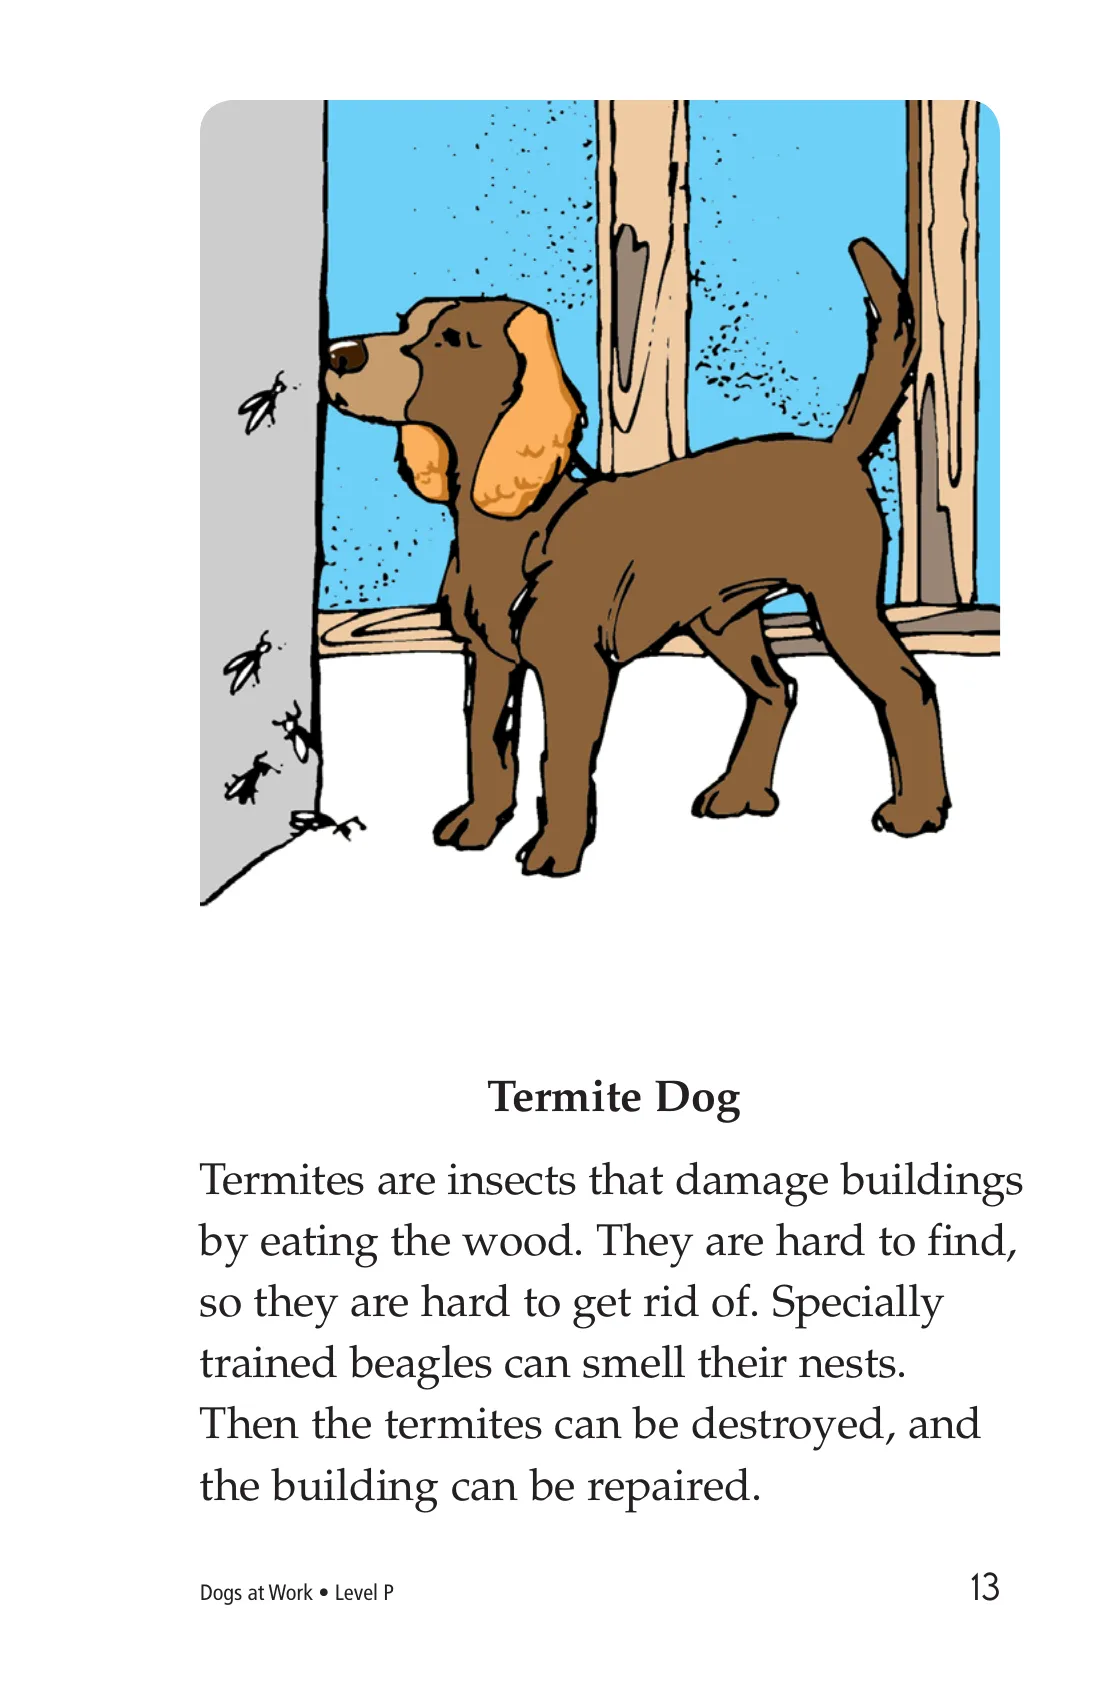 Termite Dog
Termites are insects that damage buildings
by eating the wood. They are hard to find,
so they are hard to get rid of. Specially
trained beagles can smell their nests.
Then the termites can be destroyed, and
the building can be repaired.
Dogs at Work • Level P
13